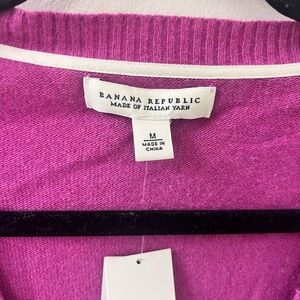 BANANA REPUBLIC
MADE OF ITALIAN YARN
M
MADE IN
CHINA